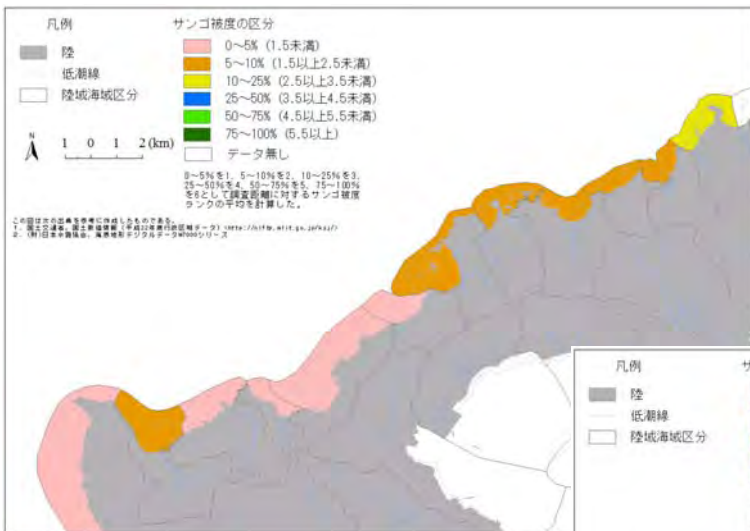 凡例
陸
低潮線
陸域海域区分
N
1 0 1 2 (km)
サンゴ被度の区分
0～5% (1.5未満)
5～10% (1.5以上2.5未満)
10～25% (2.5以上3.5未満)
25～50% (3.5以上4.5未満)
50～75% (4.5以上5.5未満)
75～100% (5.5以上)
データ無し
0～5%を1、5～10%を2、10～25%を3、
25～50%を4、50～75%を5、75～100%
を6として調査距離に対するサンゴ被度
ランクの平均を計算した。
この図は次の出典を参考に作成したものである。
1．国土交通省、国土数値情報（平成22年行政区域データ）
2．(財)日本水路協会、海底地形デジタルデータM7000シリーズ
凡例
陸
低潮線
陸域海域区分
サ